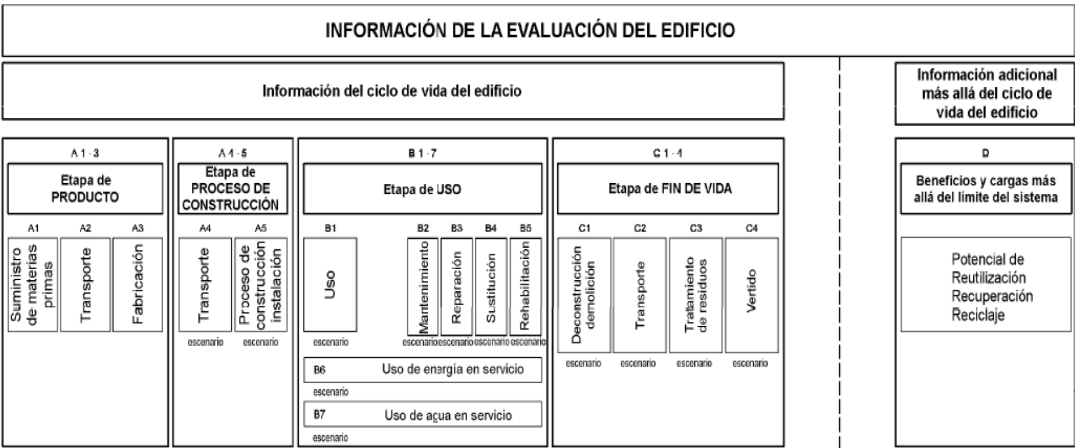 INFORMACIÓN DE LA EVALUACIÓN DEL EDIFICIO
Información del ciclo de vida del edificio
Información adicional
más allá del ciclo de
vida del edificio
A 1 - 3
Etapa de
PRODUCTO
A1
A2
A3
Suministro
de materias
primas
Transporte
Fabricación
A 4 - 5
Etapa de
PROCESO DE
CONSTRUCCIÓN
A4
A5
Transporte
Proceso de
construcción
instalación
escenario
escenario
B 1 - 7
Etapa de USO
B1
B2
B3
B4
B5
Uso
Mantenimiento
Reparación
Sustitución
Rehabilitación
escenario
escenario
escenario
escenario
escenario
B6
Uso de energía en servicio
escenario
B7
Uso de agua en servicio
escenario
C 1 - 4
Etapa de FIN DE VIDA
C1
C2
C3
C4
Deconstrucción
demolición
Transporte
Tratamiento
de residuos
Vertido
escenario
escenario
escenario
escenario
D
Beneficios y cargas más
allá del límite del sistema
Potencial de
Reutilización
Recuperación
Reciclaje